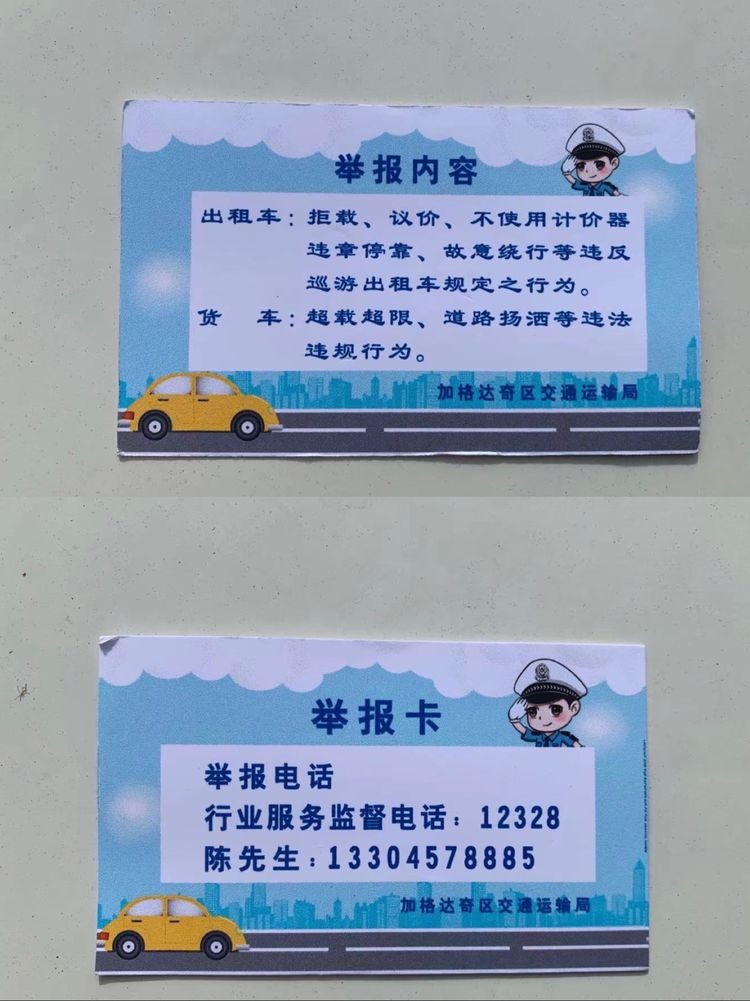 举报内容
出租车：拒载、议价、不使用计价器
违章停靠、故意绕行等违反
巡游出租车规定之行为。
货　车：超载超限、道路扬洒等违法
违规行为。
加格达奇区交通运输局
举报卡
举报电话
行业服务监督电话：12328
陈先生：13304578885
加格达奇区交通运输局